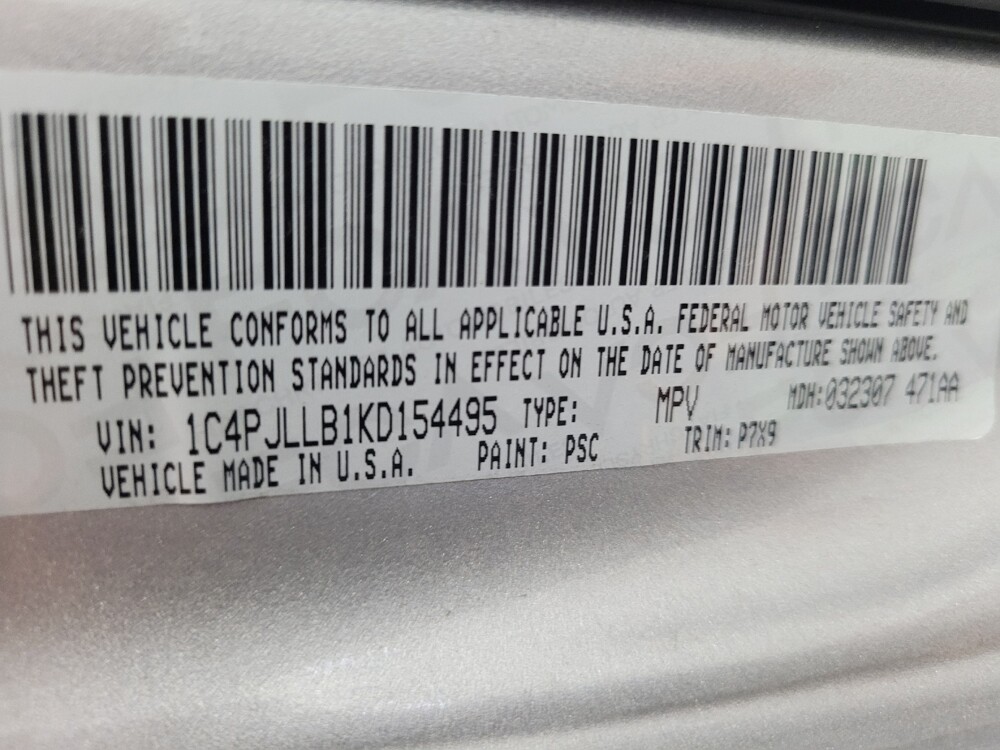 THIS VEHICLE CONFORMS TO ALL APPLICABLE U.S.A. FEDERAL MOTOR VEHICLE SAFETY AND
THEFT PREVENTION STANDARDS IN EFFECT ON THE DATE OF MANUFACTURE SHOWN ABOVE.
VIN: 1C4PJLLB1KD154495 TYPE: MPV MDH:032307 471AA
VEHICLE MADE IN U.S.A. PAINT: PSC TRIM: P7X9